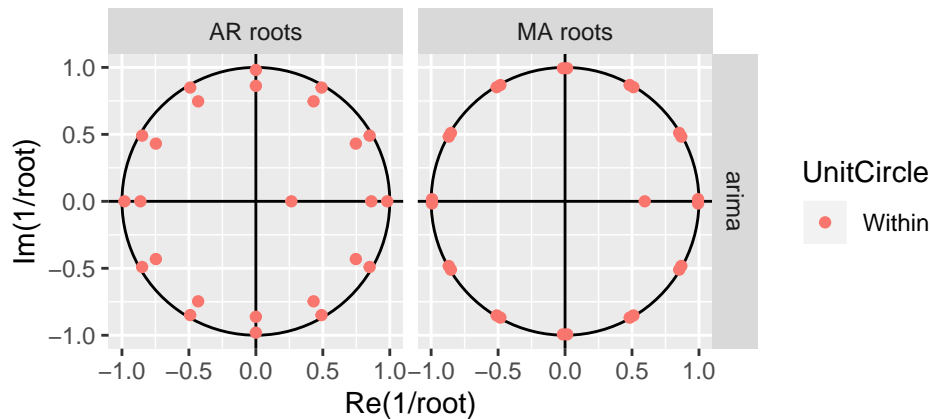 AR roots
MA roots
1.0
0.5
0.0
−0.5
−1.0
Im(1/root)
−1.0 −0.5 0.0 0.5 1.0
−1.0 −0.5 0.0 0.5 1.0
Re(1/root)
arima
UnitCircle
Within